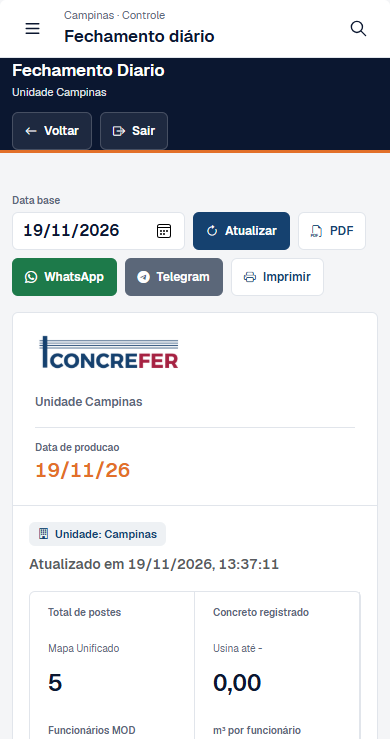 Campinas · Controle
Fechamento diário
Fechamento Diario
Unidade Campinas
Voltar
Sair
Data base
19/11/2026
Atualizar
PDF
WhatsApp
Telegram
Imprimir
CONCREFER
Unidade Campinas
Data de producao
19/11/26
Unidade: Campinas
Atualizado em 19/11/2026, 13:37:11
Total de postes
Concreto registrado
Mapa Unificado
Usina até -
5
0,00
Funcionários MOD
m³ por funcionário